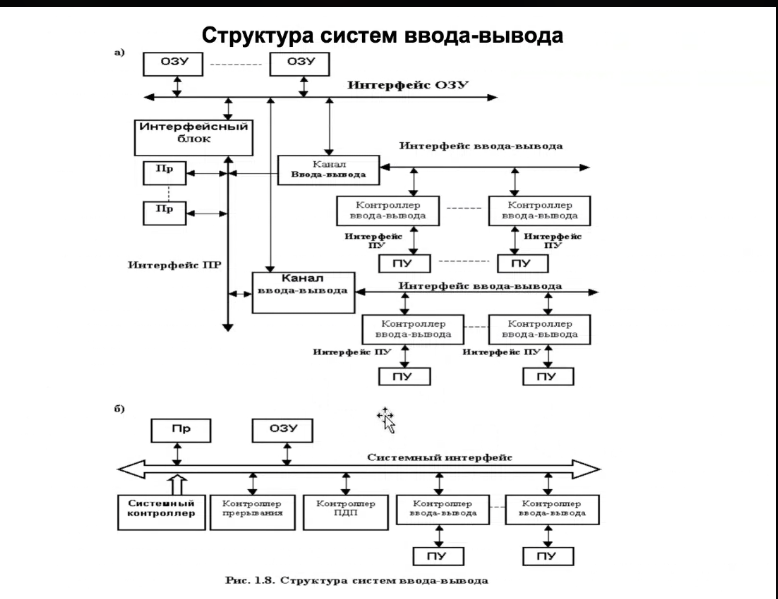 Структура систем ввода-вывода
а)
ОЗУ
ОЗУ
Интерфейс ОЗУ
Интерфейсный
блок
Интерфейс ввода-вывода
Канал
Ввода-вывода
Пр
Пр
Контроллер
ввода-вывода
Контроллер
ввода-вывода
Интерфейс
ПУ
Интерфейс
ПУ
ПУ
ПУ
Интерфейс ПР
Канал
ввода-вывода
Интерфейс ввода-вывода
Контроллер
ввода-вывода
Контроллер
ввода-вывода
Интерфейс ПУ
Интерфейс ПУ
ПУ
ПУ
б)
Пр
ОЗУ
Системный интерфейс
Системный
контроллер
Контроллер
прерывания
Контроллер
ПДП
Контроллер
ввода-вывода
Контроллер
ввода-вывода
ПУ
ПУ
Рис. 1.8. Структура систем ввода-вывода